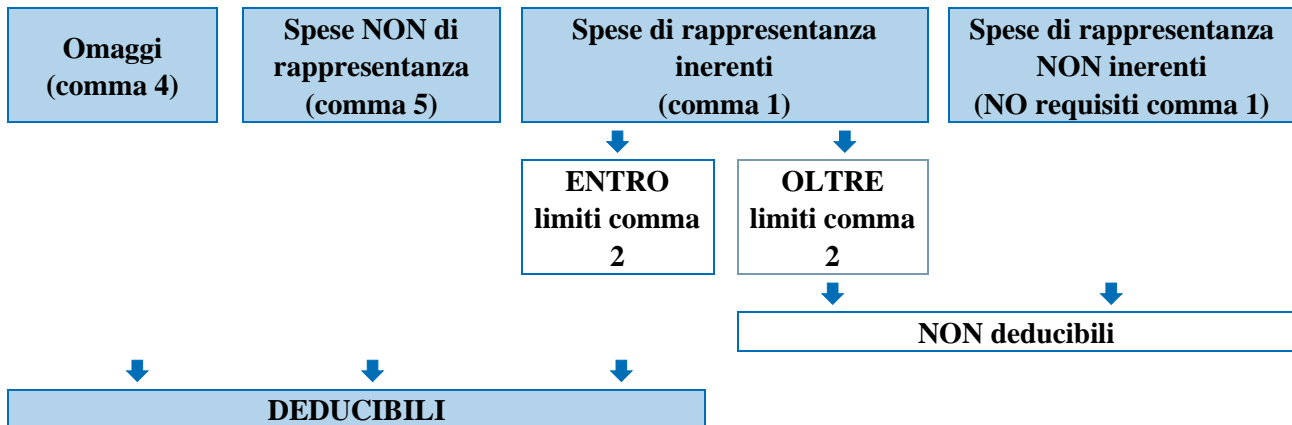 Omaggi
(comma 4)
Spese NON di
rappresentanza
(comma 5)
Spese di rappresentanza
inerenti
(comma 1)
Spese di rappresentanza
NON inerenti
(NO requisiti comma 1)
ENTRO
limiti comma
2
OLTRE
limiti comma
2
NON deducibili
DEDUCIBILI